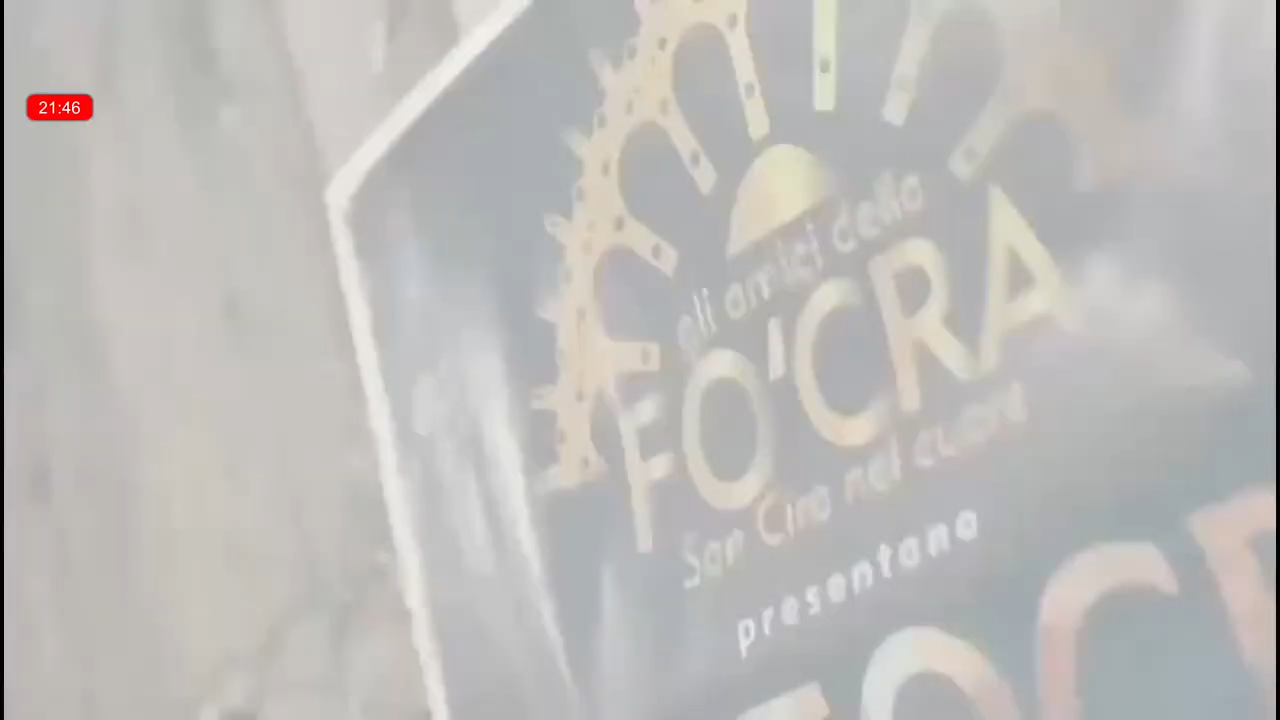 21:46
gli amici della
FO'CRA
San Ciro nel cuore
presentano